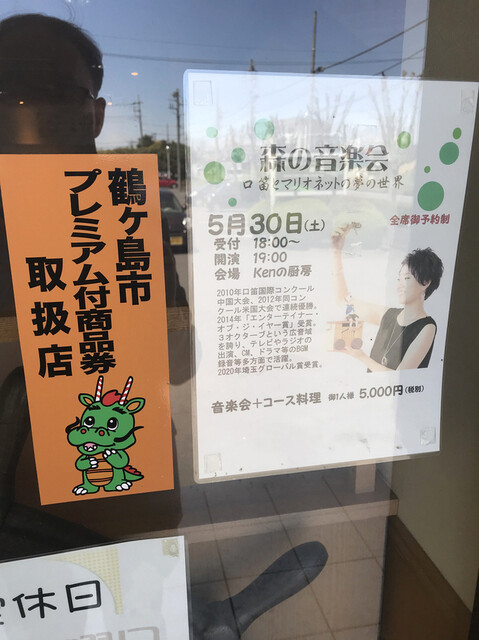 鶴ヶ島市
プレミアム付商品券
取扱店
森の音楽会
口笛とマリオネットの夢の世界
5月30日(土)
全席御予約制
受付 18:00~
開演 19:00
会場 Kenの厨房
2010年口笛国際コンクール
中国大会、2012年同コン
クール米国大会で連続優勝。
2014年「エンターテイナー・
オブ・ジ・イヤー賞」受賞。
3オクターブという広音域
を誇り、テレビやラジオの
出演、CM、ドラマ等のBGM
録音等多方面で活躍。
2020年埼玉グローバル賞受賞。
音楽会+コース料理 御1人様 5,000円(税別)
休日